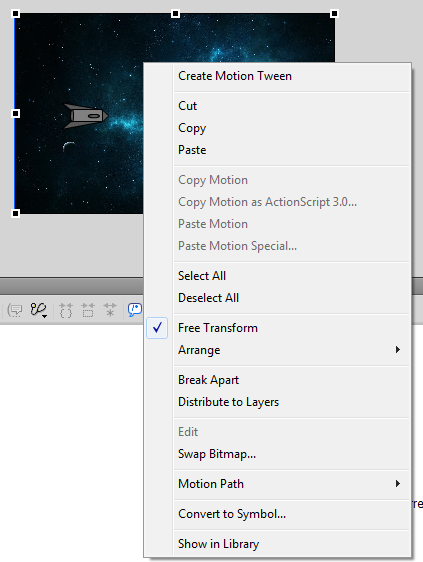 Create Motion Tween
Cut
Copy
Paste
Copy Motion
Copy Motion as ActionScript 3.0...
Paste Motion
Paste Motion Special...
Select All
Deselect All
Free Transform
Arrange
Break Apart
Distribute to Layers
Edit
Swap Bitmap...
Motion Path
Convert to Symbol...
Show in Library